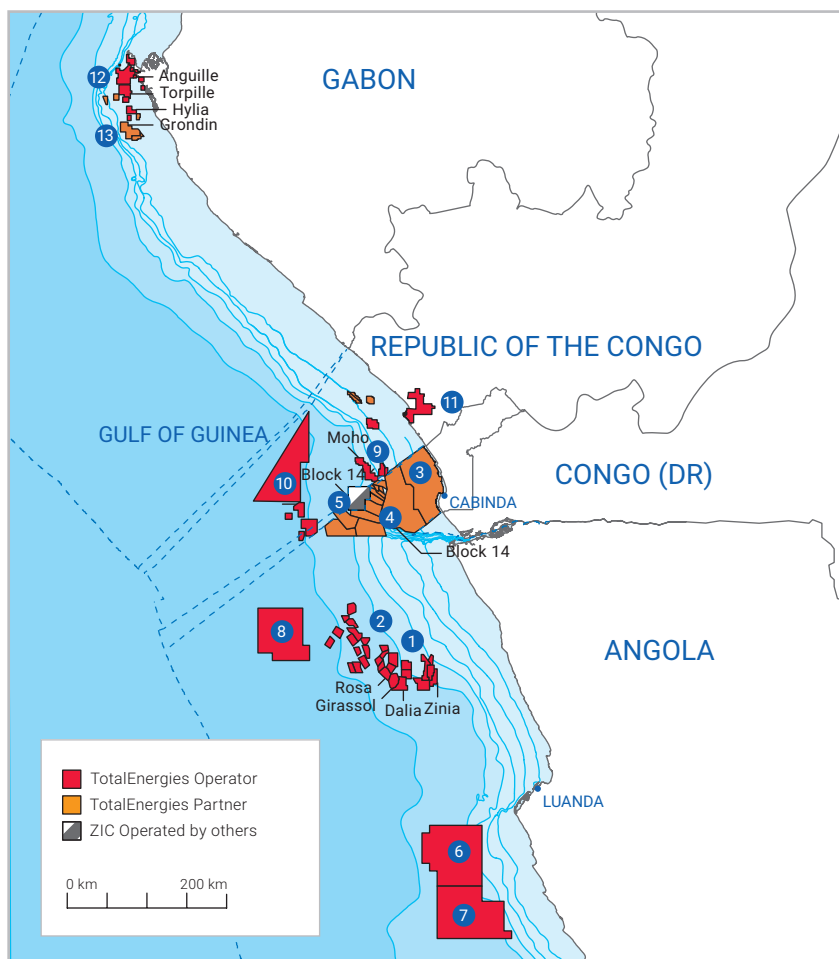 GABON
12
Anguille
Torpille
Hylia
Grondin
13
REPUBLIC OF THE CONGO
11
GULF OF GUINEA
Moho
9
3
10
Block 14
CONGO (DR)
5
CABINDA
4
Block 14
2
8
1
ANGOLA
Rosa
Girassol
Dalia
Zinia
TotalEnergies Operator
TotalEnergies Partner
ZIC Operated by others
0 km 200 km
LUANDA
6
7